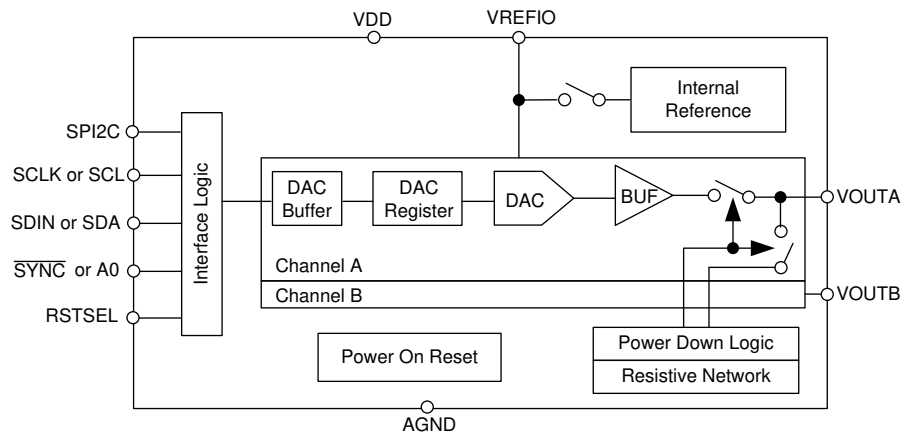 VDD
VREFIO
Internal
Reference
SPI2C
SCLK or SCL
SDIN or SDA
SYNC or A0
RSTSEL
Interface Logic
DAC
Buffer
DAC
Register
DAC
BUF
VOUTA
Channel A
Channel B
VOUTB
Power On Reset
Power Down Logic
Resistive Network
AGND